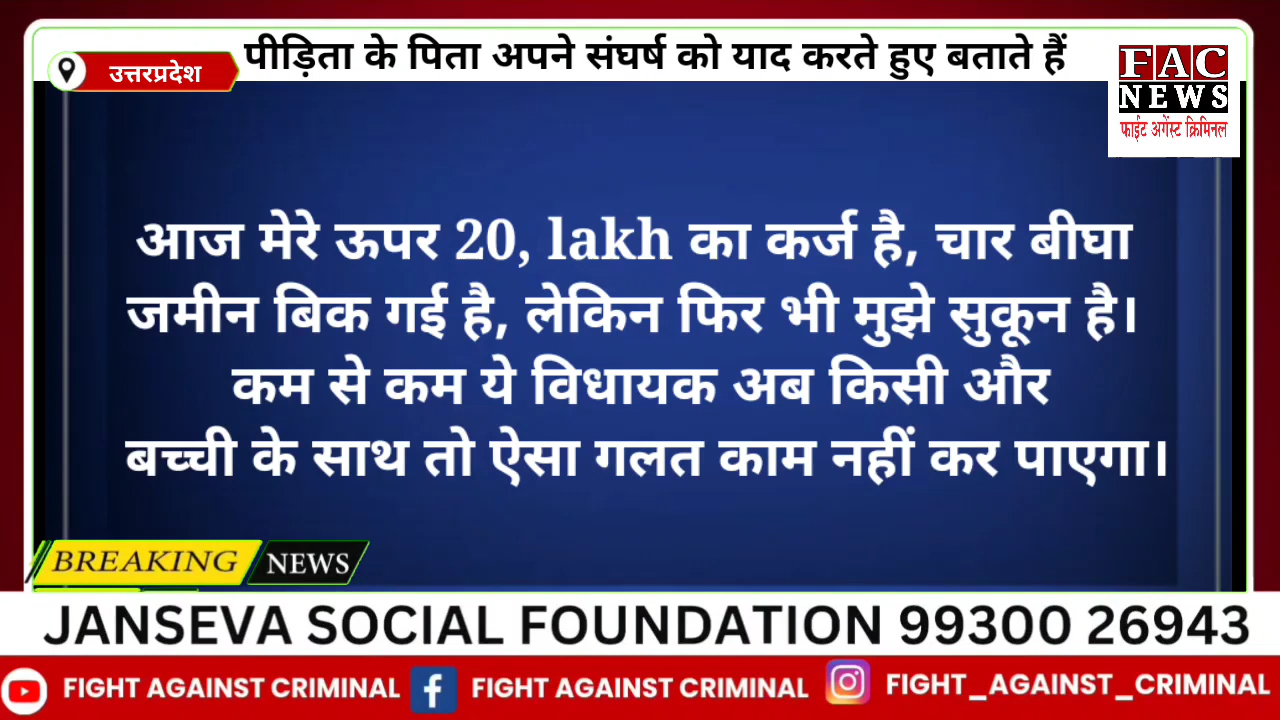 पीड़िता के पिता अपने संघर्ष को याद करते हुए बताते हैं
उत्तरप्रदेश
FAC
NEWS
फाईट अगेंस्ट क्रिमिनल
आज मेरे ऊपर 20, lakh का कर्ज है, चार बीघा
जमीन बिक गई है, लेकिन फिर भी मुझे सुकून है।
कम से कम ये विधायक अब किसी और
बच्ची के साथ तो ऐसा गलत काम नहीं कर पाएगा।
BREAKING NEWS
JANSEVA SOCIAL FOUNDATION 99300 26943
FIGHT AGAINST CRIMINAL FIGHT AGAINST CRIMINAL FIGHT_AGAINST_CRIMINAL